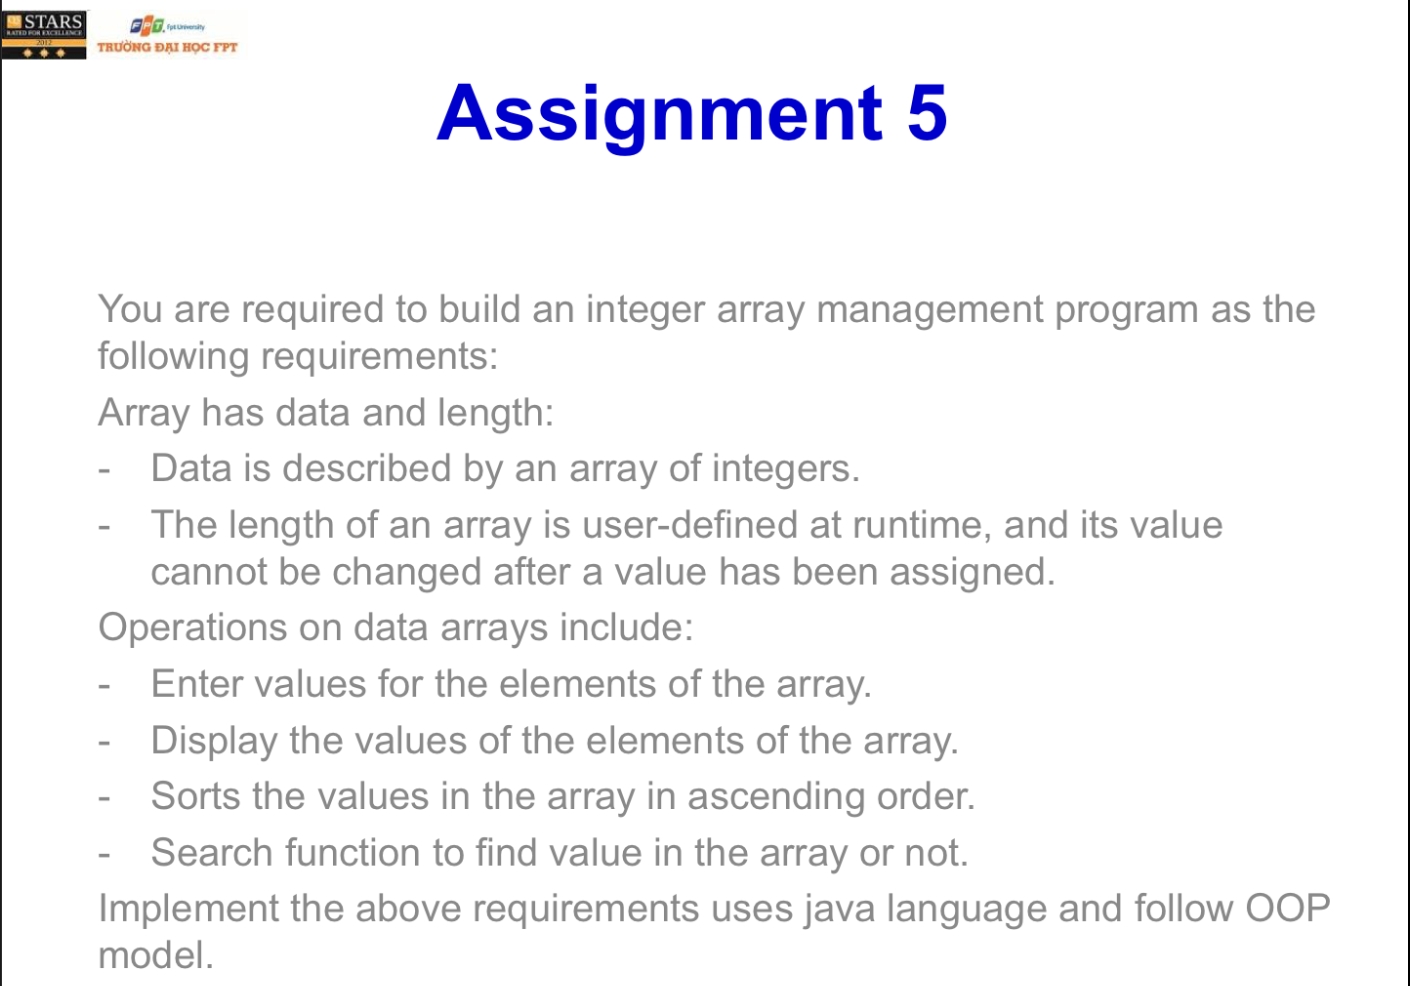 QS STARS
RATED FOR EXCELLENCE
2012
FPT. Fpt University
TRƯỜNG ĐẠI HỌC FPT
Assignment 5
You are required to build an integer array management program as the
following requirements:
Array has data and length:
- Data is described by an array of integers.
- The length of an array is user-defined at runtime, and its value
cannot be changed after a value has been assigned.
Operations on data arrays include:
- Enter values for the elements of the array.
- Display the values of the elements of the array.
- Sorts the values in the array in ascending order.
- Search function to find value in the array or not.
Implement the above requirements uses java language and follow OOP
model.